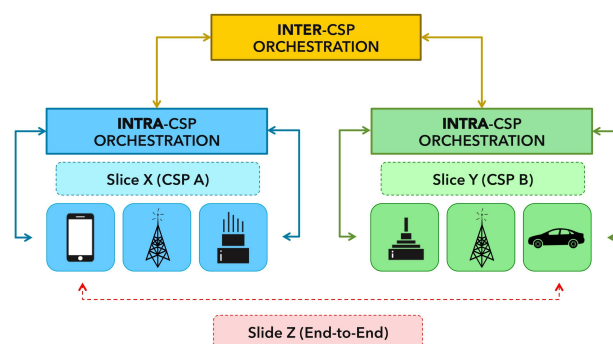 INTER-CSP
ORCHESTRATION
INTRA-CSP
ORCHESTRATION
INTRA-CSP
ORCHESTRATION
Slice X (CSP A)
Slice Y (CSP B)
Slide Z (End-to-End)